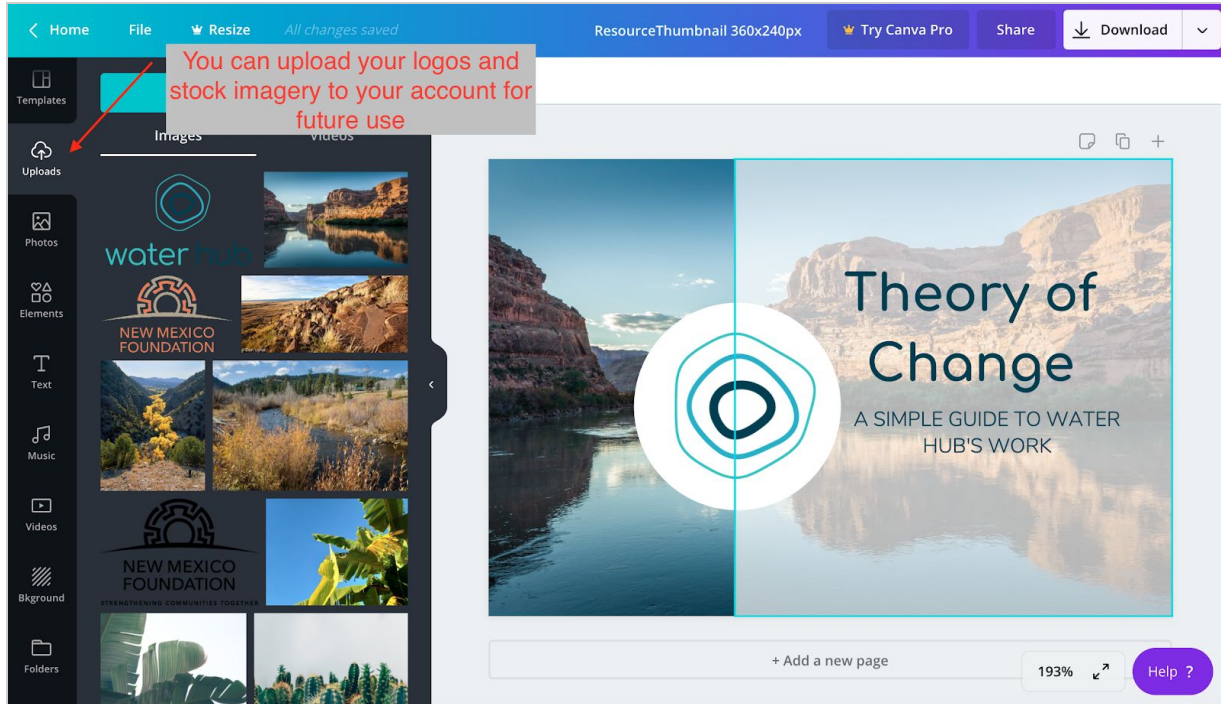 Home File Resize All changes saved ResourceThumbnail 360x240px Try Canva Pro Share Download
You can upload your logos and
stock imagery to your account for
future use
Templates
Images Videos
Uploads
Photos
Elements
Text
Music
Videos
Bkground
Folders
water hub
NEW MEXICO
FOUNDATION
NEW MEXICO
FOUNDATION
STRENGTHENING COMMUNITIES TOGETHER
Theory of
Change
A SIMPLE GUIDE TO WATER
HUB'S WORK
+ Add a new page
193%
Help ?